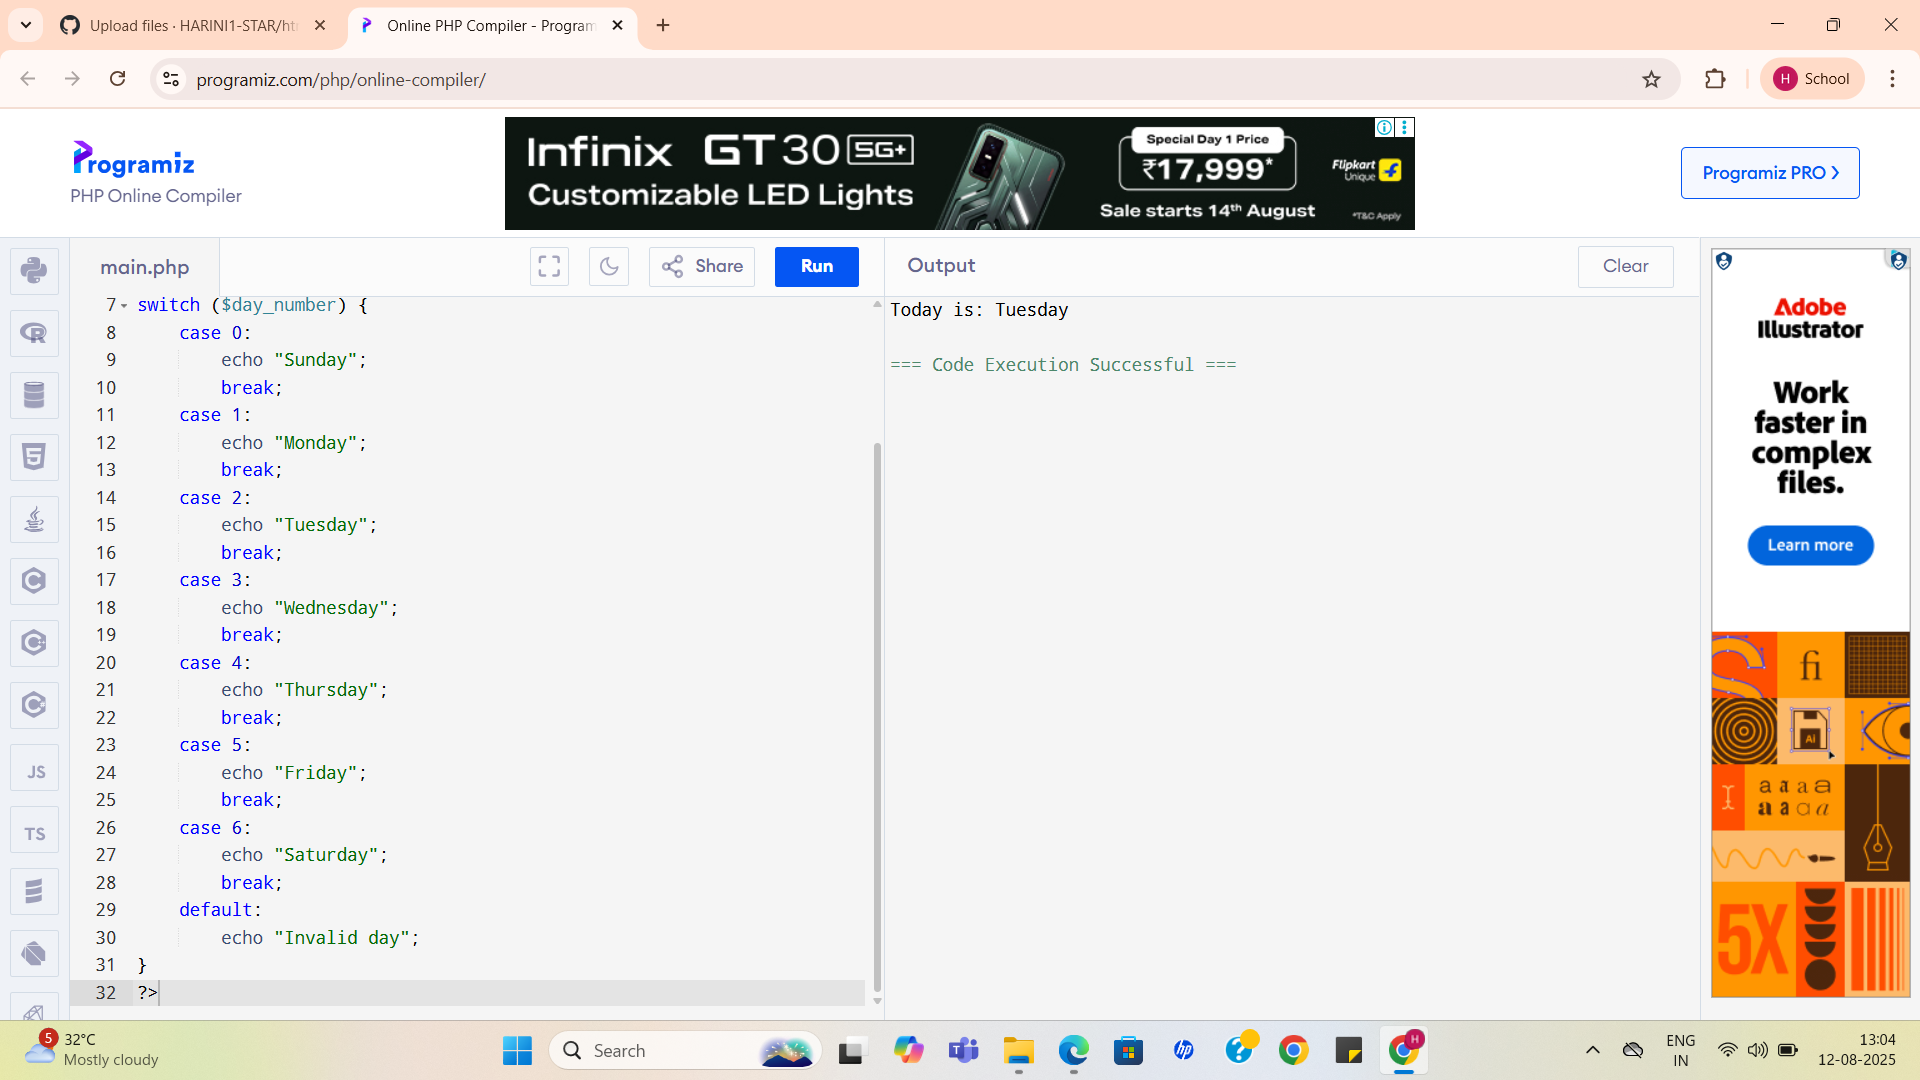 Upload files · HARINI1-STAR/ht
Online PHP Compiler - Program
programiz.com/php/online-compiler/
H School
Programiz
PHP Online Compiler
Infinix GT 30 5G+
Customizable LED Lights
Special Day 1 Price
₹17,999*
Sale starts 14th August
Flipkart
Unique
*T&C Apply
Programiz PRO ❯
main.php
Share
Run
Output
Clear
7 switch ($day_number) {
8 case 0:
9 echo "Sunday";
10 break;
11 case 1:
12 echo "Monday";
13 break;
14 case 2:
15 echo "Tuesday";
16 break;
17 case 3:
18 echo "Wednesday";
19 break;
20 case 4:
21 echo "Thursday";
22 break;
23 case 5:
24 echo "Friday";
25 break;
26 case 6:
27 echo "Saturday";
28 break;
29 default:
30 echo "Invalid day";
31 }
32 ?>
Today is: Tuesday
=== Code Execution Successful ===
JS
TS
Adobe
Illustrator
Work
faster in
complex
files.
Learn more
fi
Ai
a a a a
a a a a
5X
5
32°C
Mostly cloudy
Search
H
ENG
IN
13:04
12-08-2025